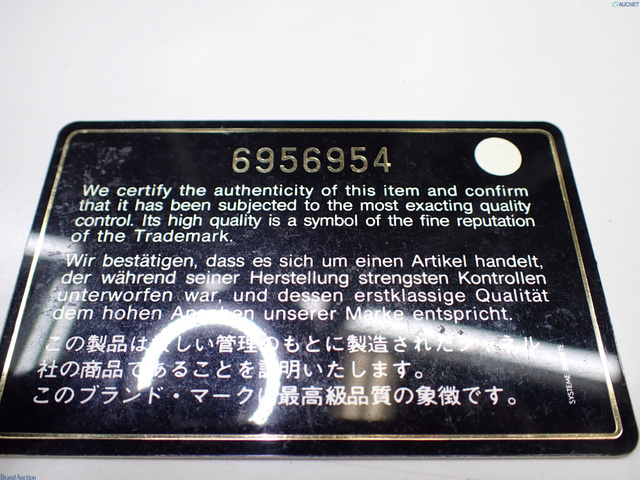 AUCNET
6956954
We certify the authenticity of this item and confirm
that it has been subjected to the most exacting quality
control. Its high quality is a symbol of the fine reputation
of the Trademark.
Wir bestätigen, dass es sich um einen Artikel handelt,
der während seiner Herstellung strengsten Kontrollen
unterworfen war, und dessen erstklassige Qualität
dem hohen Ansehen unserer Marke entspricht.
この製品は正しい管理のもとに製造されたシャネル
社の商品であることを証明いたします。
このブランド・マークは最高級品質の象徴です。
SYSTEME
Brand Auction